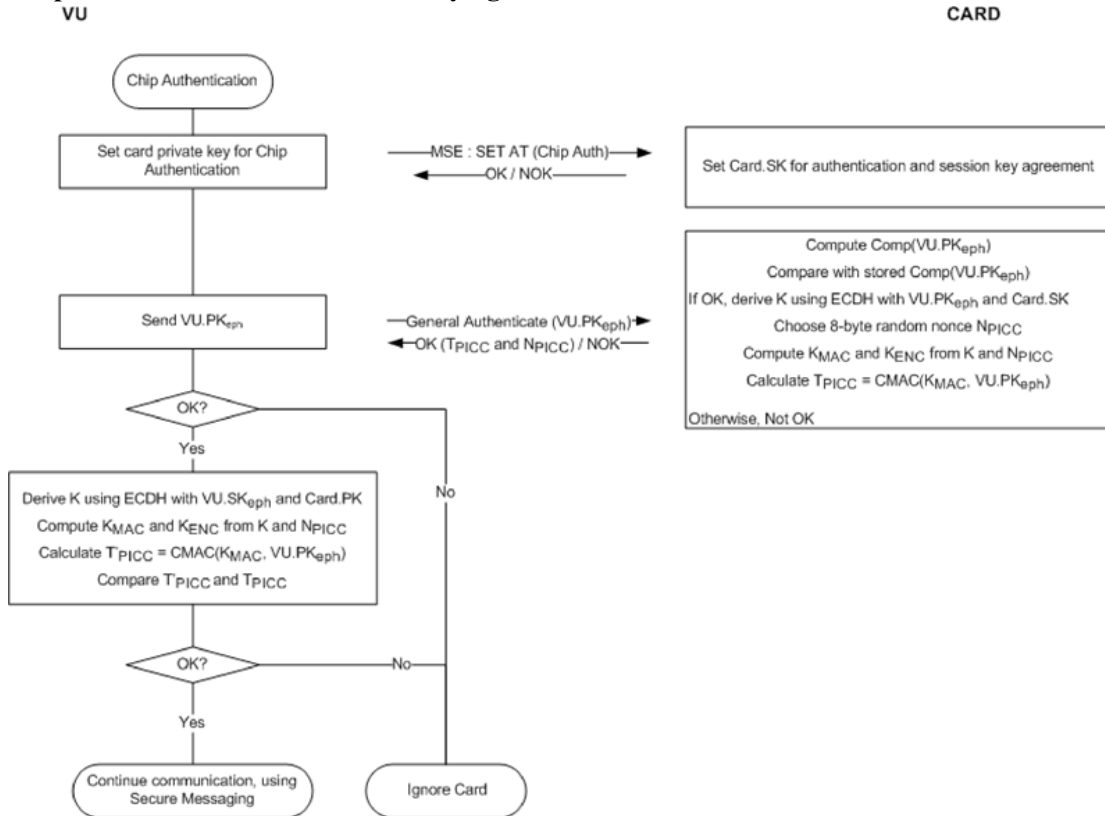 VU
CARD
Chip Authentication
Set card private key for Chip
Authentication
MSE : SET AT (Chip Auth)
OK / NOK
Set Card.SK for authentication and session key agreement
Send VU.PKeph
General Authenticate (VU.PKeph)
OK (TPICC and NPICC) / NOK
Compute Comp(VU.PKeph)
Compare with stored Comp(VU.PKeph)
If OK, derive K using ECDH with VU.PKeph and Card.SK
Choose 8-byte random nonce NPICC
Compute KMAC and KENC from K and NPICC
Calculate TPICC = CMAC(KMAC, VU.PKeph)
Otherwise, Not OK
OK?
Yes
No
Derive K using ECDH with VU.SKeph and Card.PK
Compute KMAC and KENC from K and NPICC
Calculate T'PICC = CMAC(KMAC, VU.PKeph)
Compare T'PICC and TPICC
OK?
No
Yes
Continue communication, using
Secure Messaging
Ignore Card